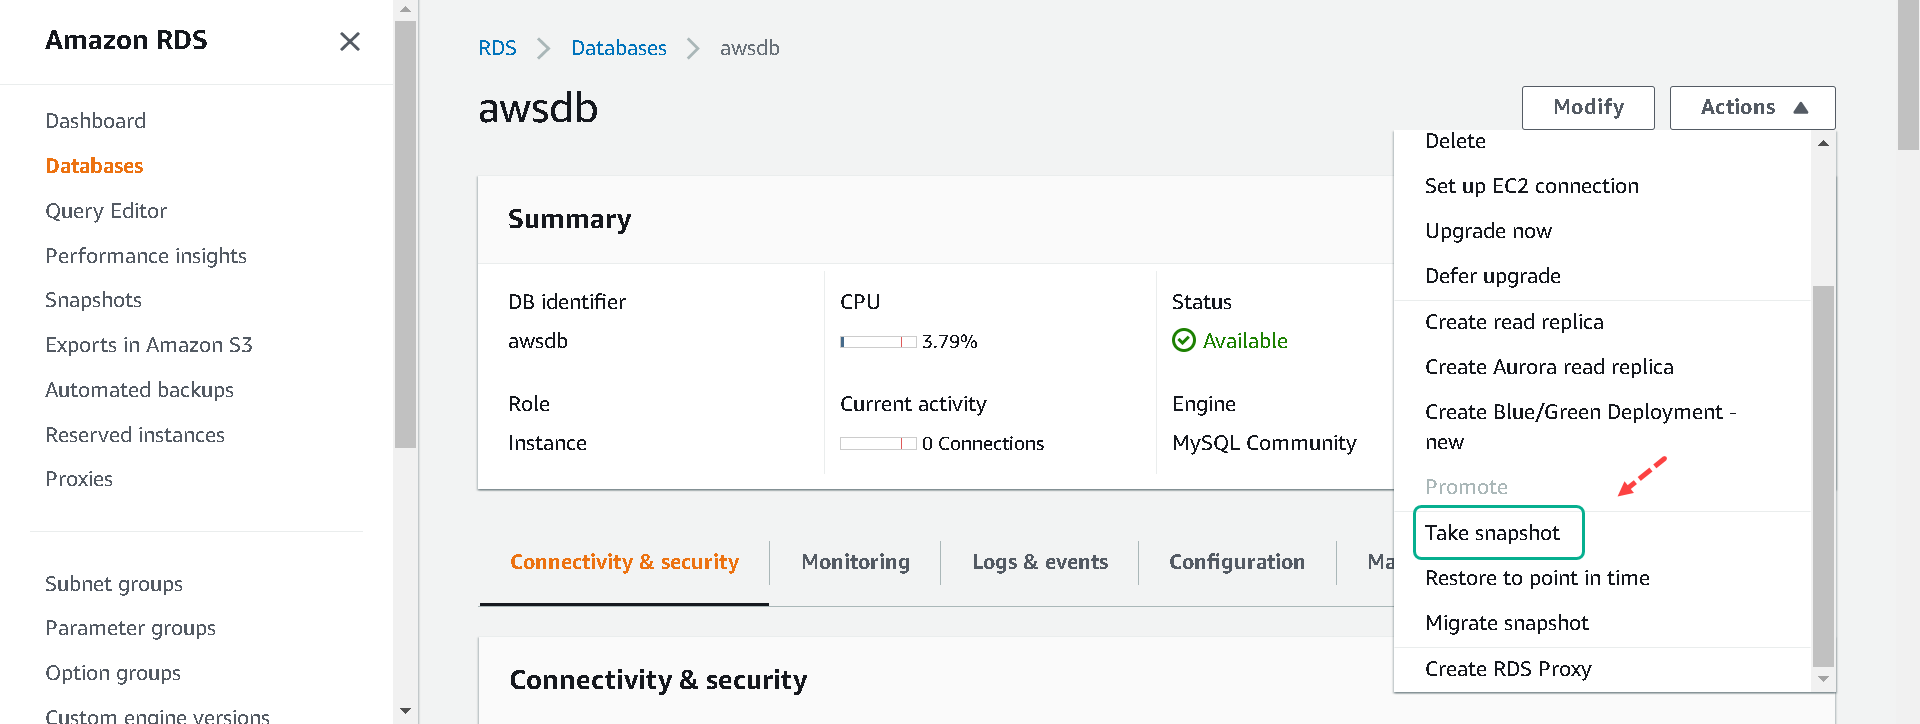 Amazon RDS
Dashboard
Databases
Query Editor
Performance insights
Snapshots
Exports in Amazon S3
Automated backups
Reserved instances
Proxies
Subnet groups
Parameter groups
Option groups
Custom engine versions
RDS > Databases > awsdb
awsdb
Modify
Actions
Summary
DB identifier
awsdb
CPU
3.79%
Status
Available
Role
Instance
Current activity
0 Connections
Engine
MySQL Community
Connectivity & security
Monitoring
Logs & events
Configuration
Ma
Connectivity & security
Delete
Set up EC2 connection
Upgrade now
Defer upgrade
Create read replica
Create Aurora read replica
Create Blue/Green Deployment -
new
Promote
Take snapshot
Restore to point in time
Migrate snapshot
Create RDS Proxy